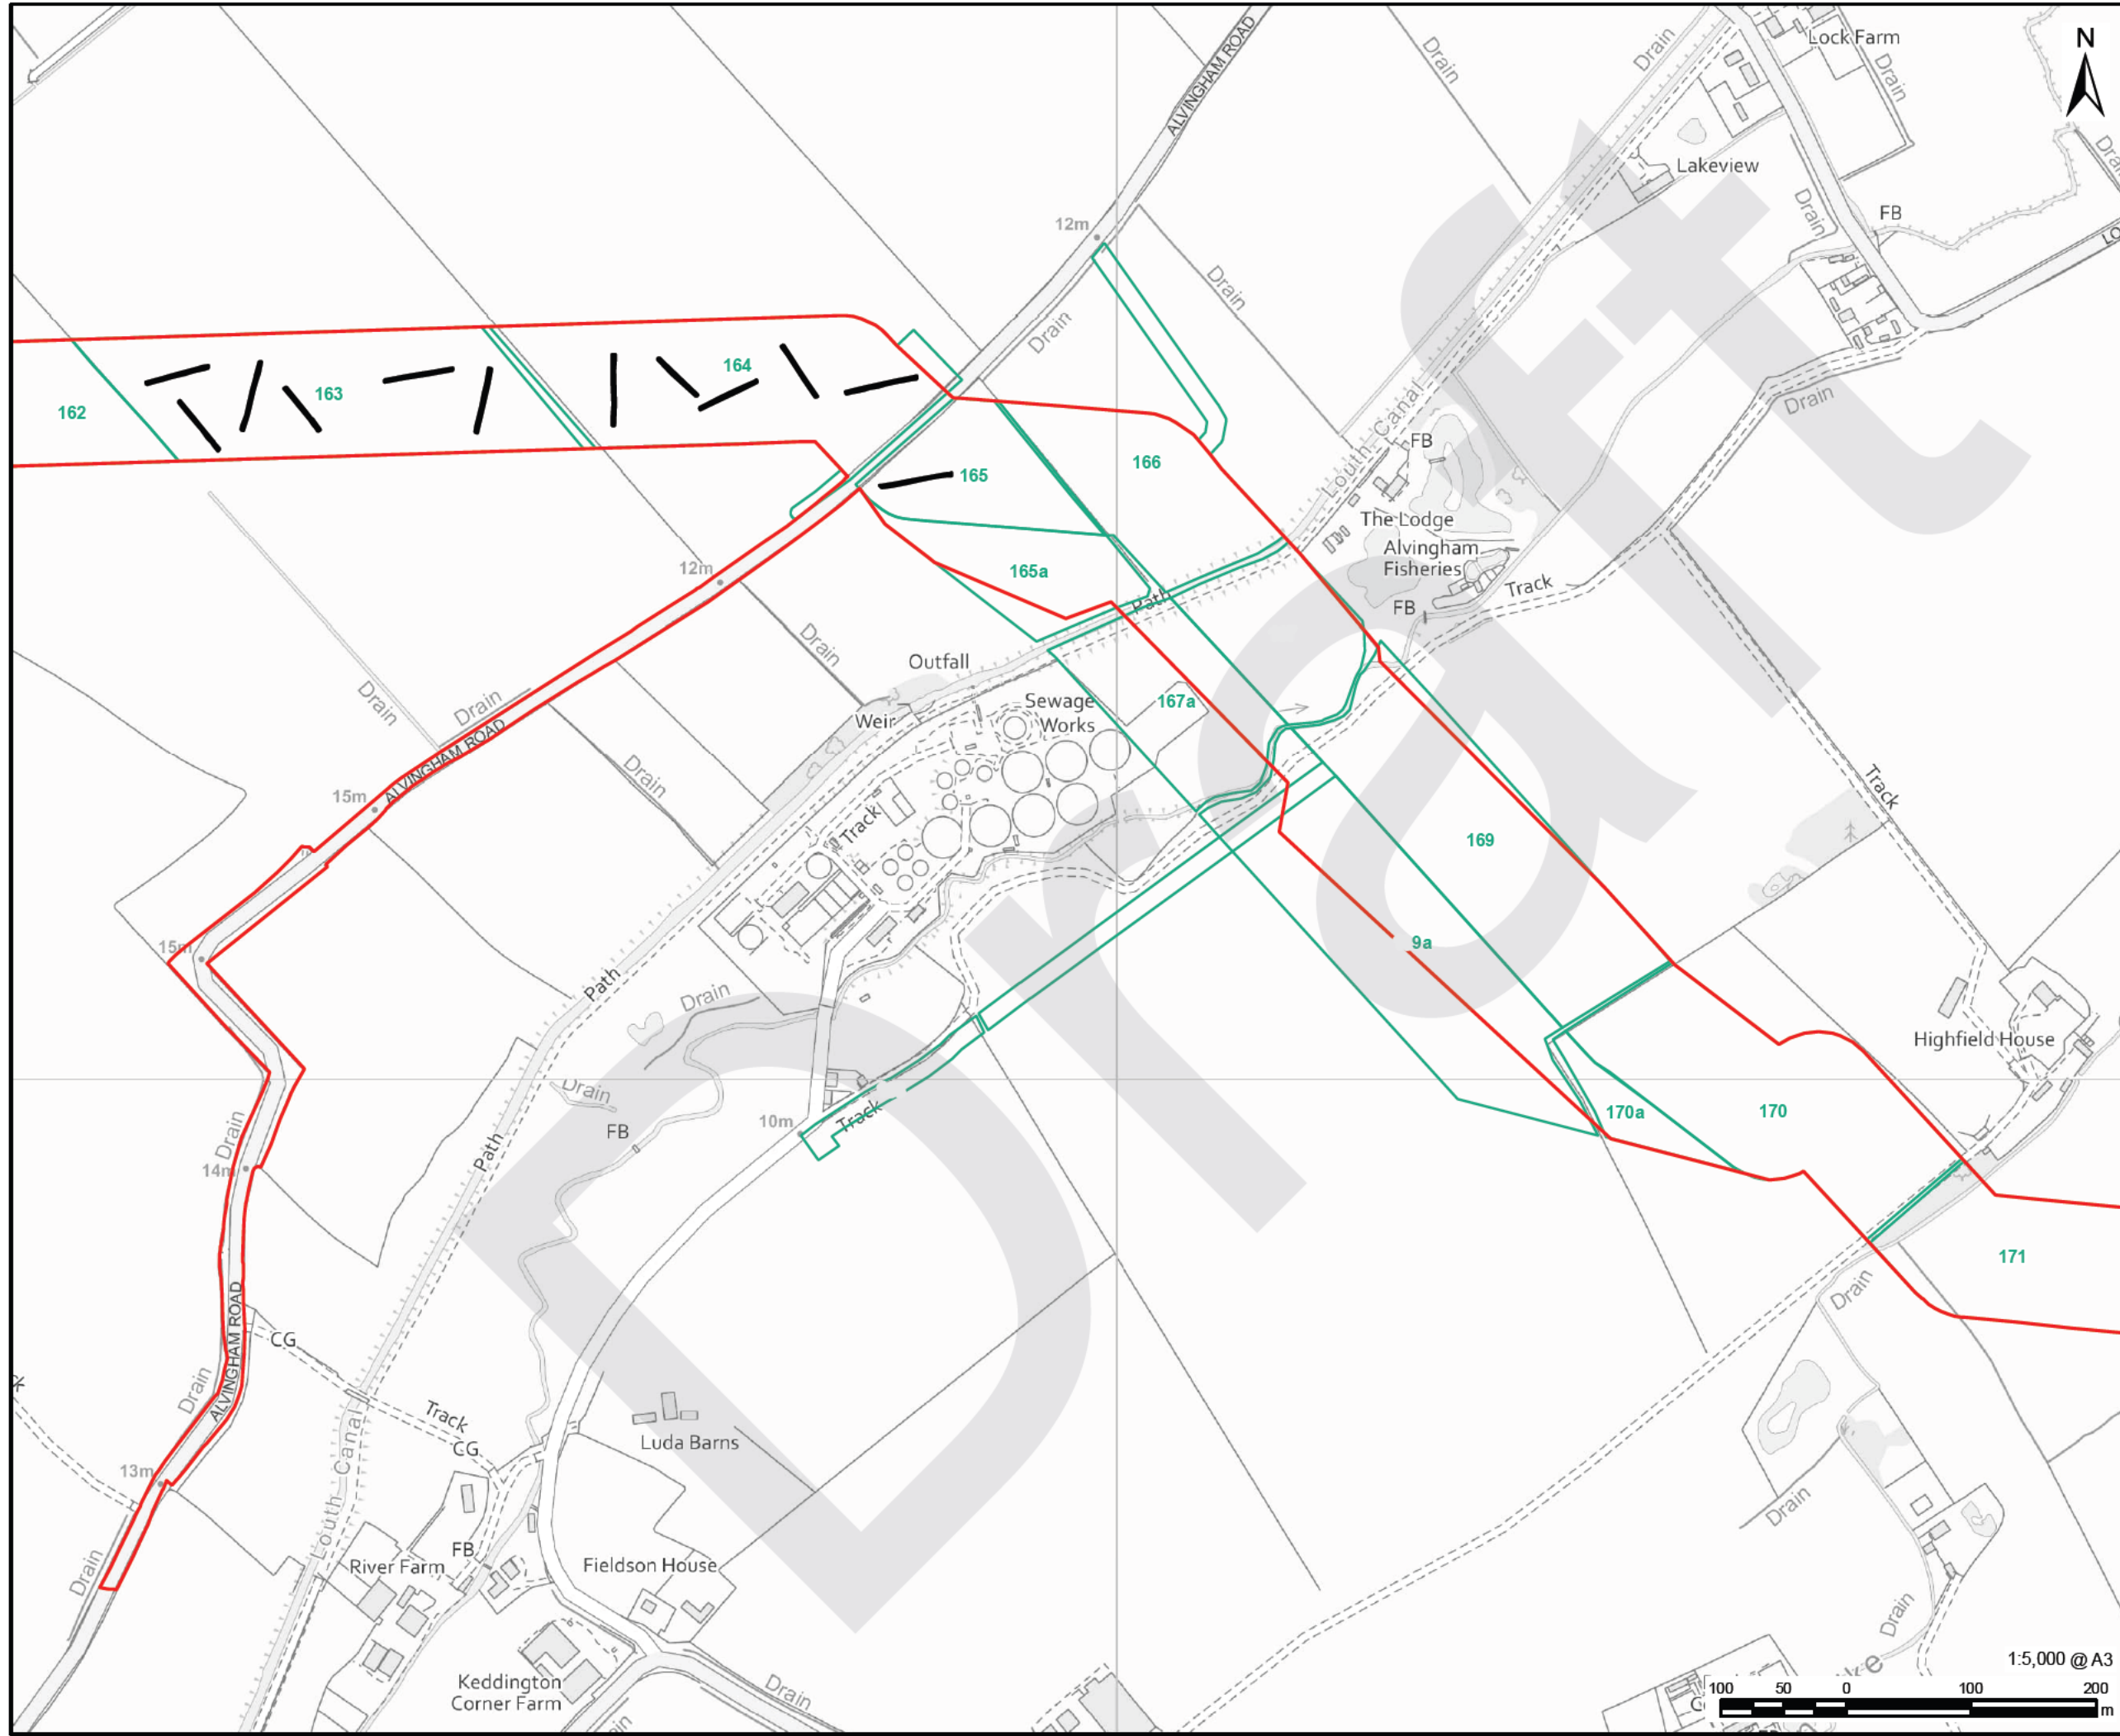 N
Lock Farm
Drain
Drain
Drain
ALVINGHAM ROAD
Lakeview
Drain
FB
12m
Drain
Drain
162
163
164
165
166
165a
167a
169
9a
170a
170
171
Louth Canal
FB
The Lodge
Alvingham
Fisheries
FB
Track
Drain
12m
Path
Drain
Outfall
Weir
Sewage
Works
Drain
Drain
ALVINGHAM ROAD
Drain
15m
Track
Track
15m
Path
Drain
Highfield House
Drain
FB
10m
Track
Drain
14m
Path
ALVINGHAM ROAD
CG
Drain
Track
CG
Luda Barns
Drain
13m
Louth Canal
Drain
River Farm
FB
Fieldson House
Drain
Drain
Keddington
Corner Farm
Drain
Draft
1:5,000 @ A3
100 50 0 100 200
m